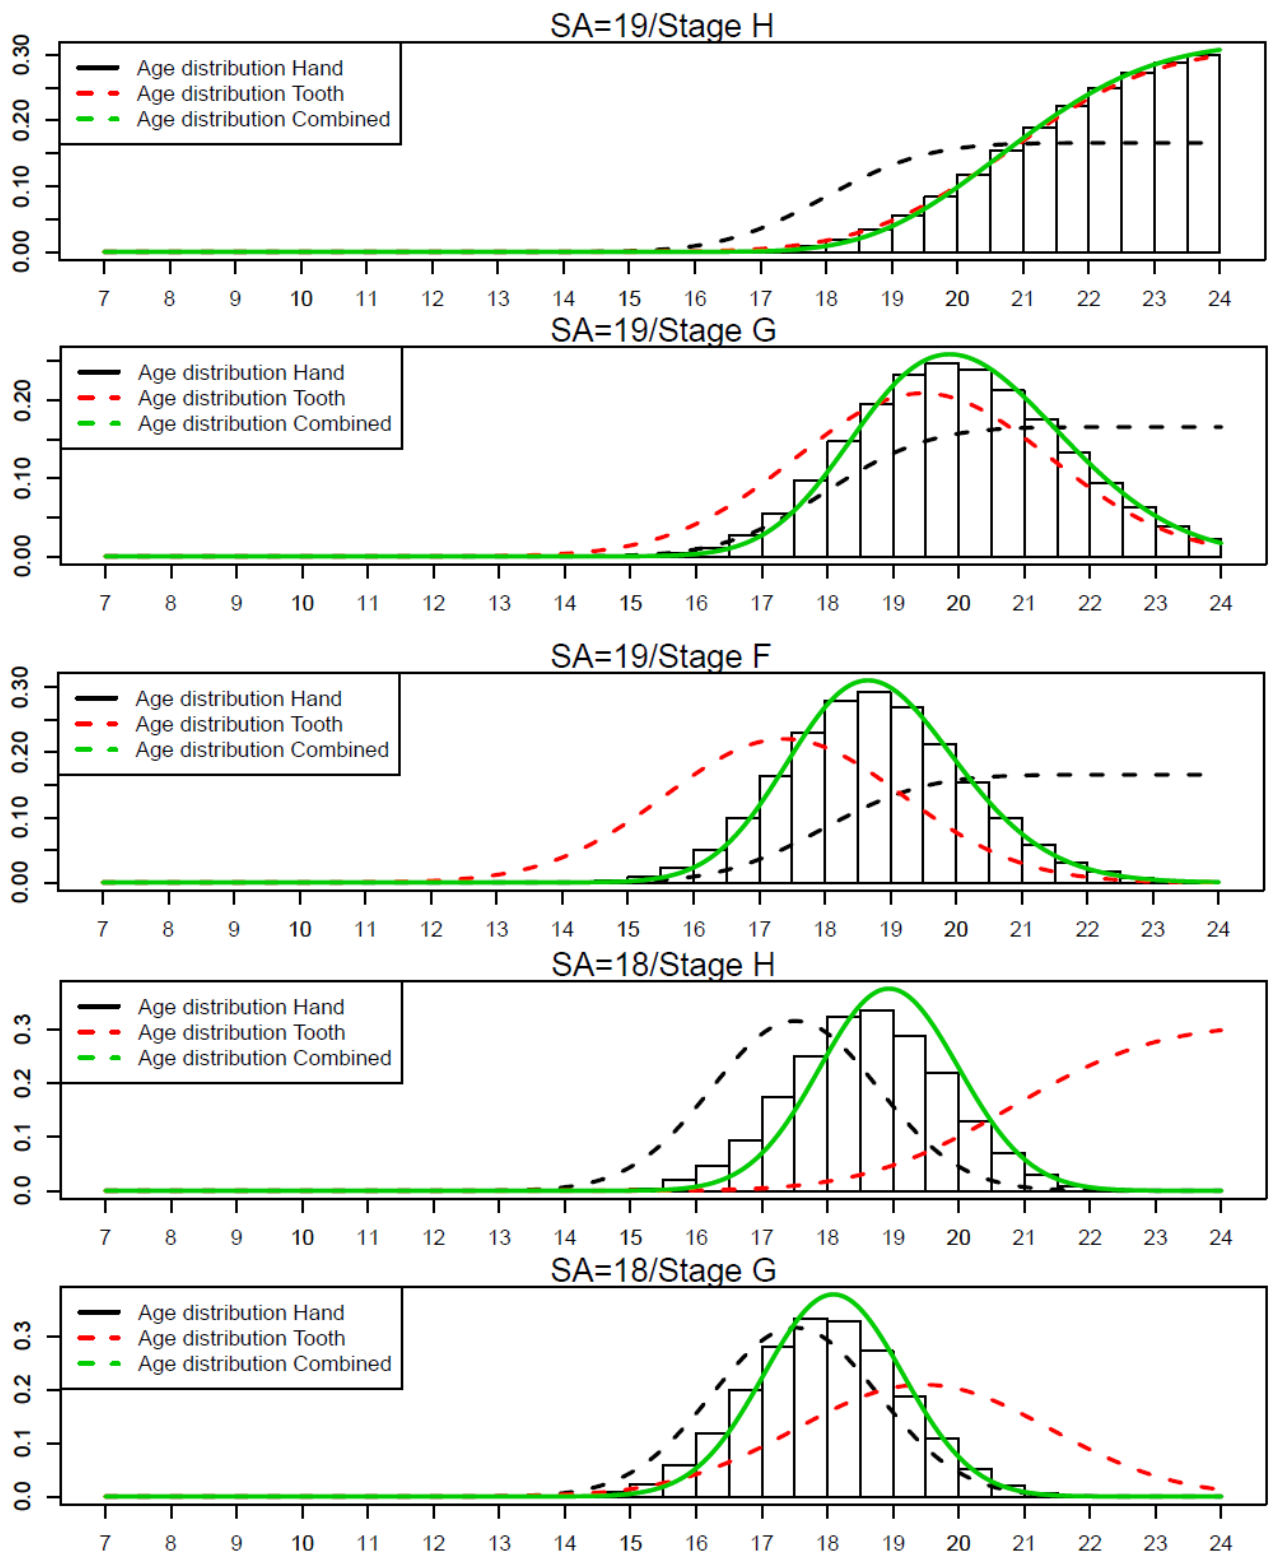 SA=19/Stage H
Age distribution Hand
Age distribution Tooth
Age distribution Combined
0.30
0.20
0.10
0.00
7 8 9 10 11 12 13 14 15 16 17 18 19 20 21 22 23 24
SA=19/Stage G
Age distribution Hand
Age distribution Tooth
Age distribution Combined
0.20
0.10
0.00
7 8 9 10 11 12 13 14 15 16 17 18 19 20 21 22 23 24
SA=19/Stage F
Age distribution Hand
Age distribution Tooth
Age distribution Combined
0.30
0.20
0.10
0.00
7 8 9 10 11 12 13 14 15 16 17 18 19 20 21 22 23 24
SA=18/Stage H
Age distribution Hand
Age distribution Tooth
Age distribution Combined
0.3
0.2
0.1
0.0
7 8 9 10 11 12 13 14 15 16 17 18 19 20 21 22 23 24
SA=18/Stage G
Age distribution Hand
Age distribution Tooth
Age distribution Combined
0.3
0.2
0.1
0.0
7 8 9 10 11 12 13 14 15 16 17 18 19 20 21 22 23 24